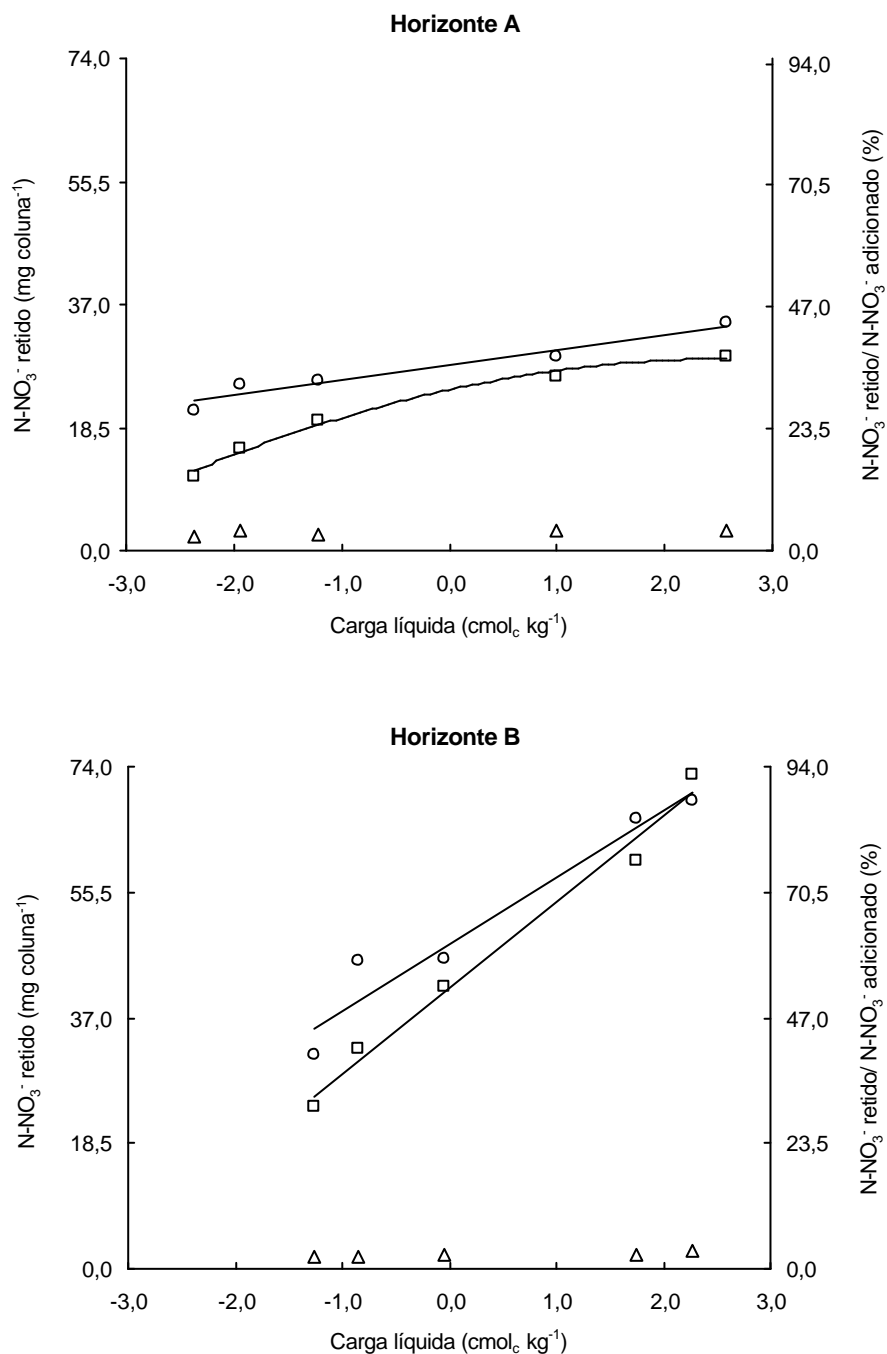 Horizonte A
74,0
55,5
37,0
18,5
0,0
N-NO₃⁻ retido (mg coluna⁻¹)
94,0
70,5
47,0
23,5
0,0
N-NO₃⁻ retido/ N-NO₃⁻ adicionado (%)
-3,0 -2,0 -1,0 0,0 1,0 2,0 3,0
Carga líquida (cmol꜀ kg⁻¹)
Horizonte B
74,0
55,5
37,0
18,5
0,0
N-NO₃⁻ retido (mg coluna⁻¹)
94,0
70,5
47,0
23,5
0,0
N-NO₃⁻ retido/ N-NO₃⁻ adicionado (%)
-3,0 -2,0 -1,0 0,0 1,0 2,0 3,0
Carga líquida (cmol꜀ kg⁻¹)